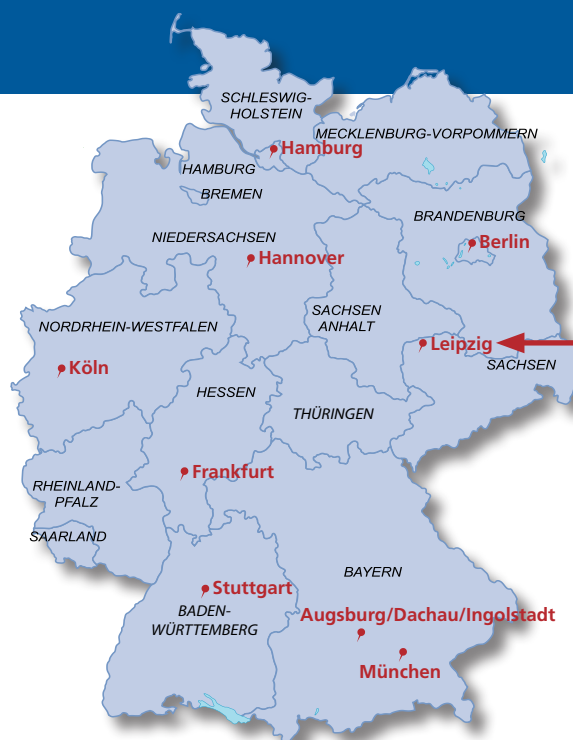 SCHLESWIG-
HOLSTEIN
MECKLENBURG-VORPOMMERN
Hamburg
HAMBURG
BREMEN
BRANDENBURG
NIEDERSACHSEN
Berlin
Hannover
SACHSEN
ANHALT
NORDRHEIN-WESTFALEN
Leipzig
SACHSEN
Köln
HESSEN
THÜRINGEN
Frankfurt
RHEINLAND-
PFALZ
SAARLAND
BAYERN
Stuttgart
BADEN-
WÜRTTEMBERG
Augsburg/Dachau/Ingolstadt
München